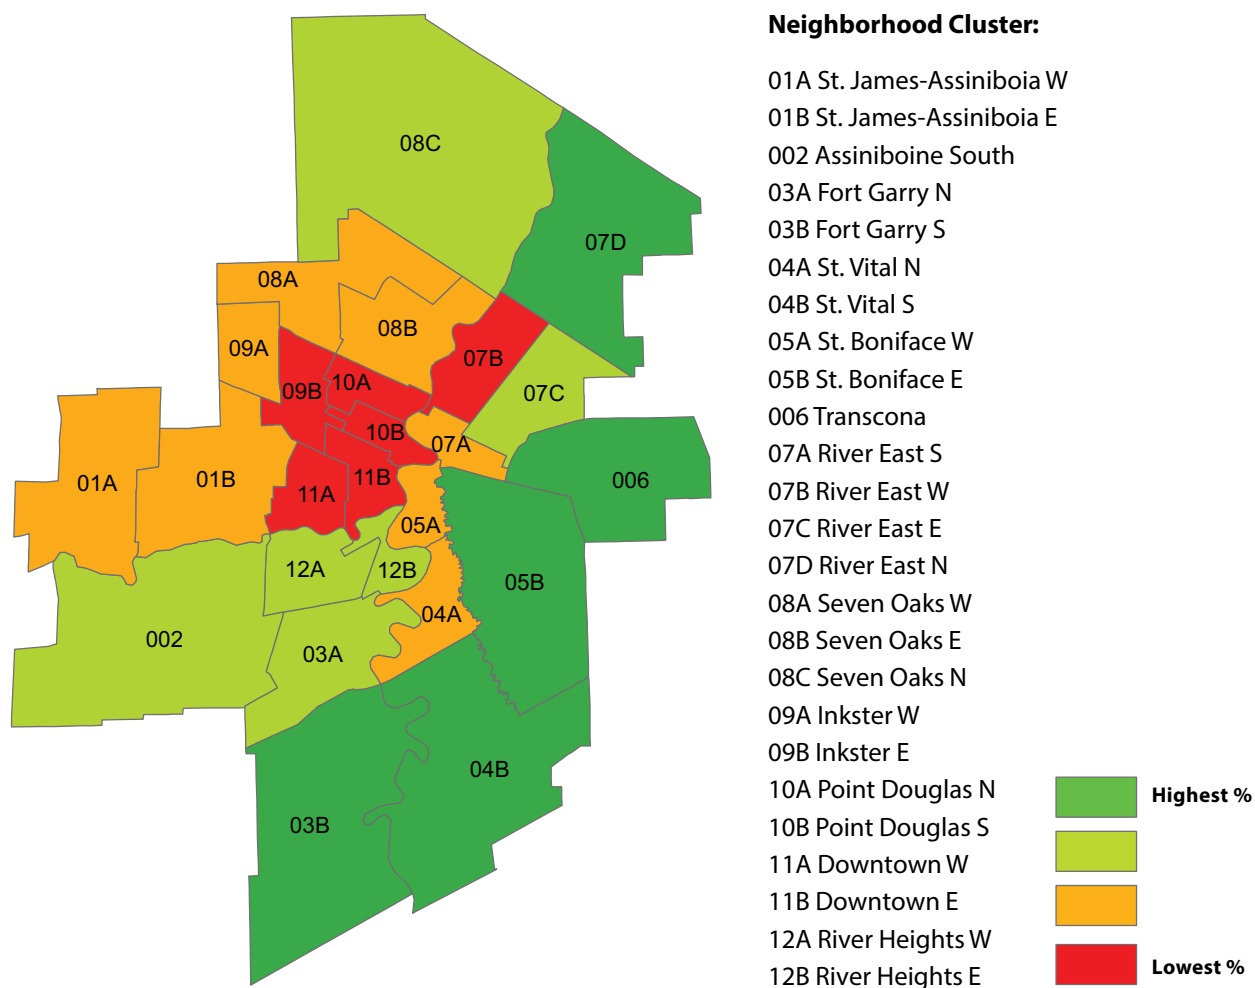 Neighborhood Cluster:
01A St. James-Assiniboia W
01B St. James-Assiniboia E
002 Assiniboine South
03A Fort Garry N
03B Fort Garry S
04A St. Vital N
04B St. Vital S
05A St. Boniface W
05B St. Boniface E
006 Transcona
07A River East S
07B River East W
07C River East E
07D River East N
08A Seven Oaks W
08B Seven Oaks E
08C Seven Oaks N
09A Inkster W
09B Inkster E
10A Point Douglas N
10B Point Douglas S
11A Downtown W
11B Downtown E
12A River Heights W
12B River Heights E
Highest %
Lowest %
08C
07D
08A
08B
09A
07B
10A
09B
07C
10B
07A
01A
01B
11A
11B
006
05A
12A
12B
05B
04A
002
03A
04B
03B